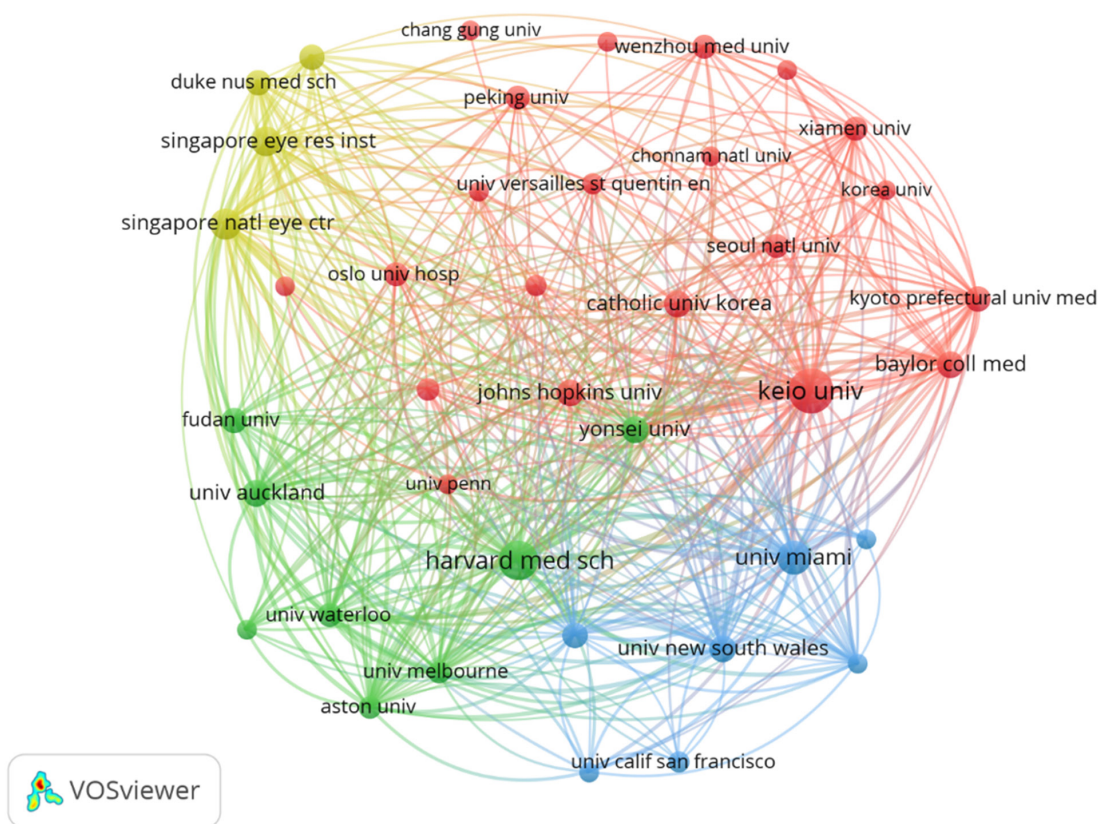 chang gung univ
wenzhou med univ
duke nus med sch
peking univ
xiamen univ
singapore eye res inst
chonnam natl univ
univ versailles st quentin en
korea univ
singapore natl eye ctr
seoul natl univ
oslo univ hosp
catholic univ korea
kyoto prefectural univ med
baylor coll med
johns hopkins univ
keio univ
fudan univ
yonsei univ
univ penn
univ auckland
harvard med sch
univ miami
univ waterloo
univ new south wales
univ melbourne
aston univ
univ calif san francisco
VOSviewer